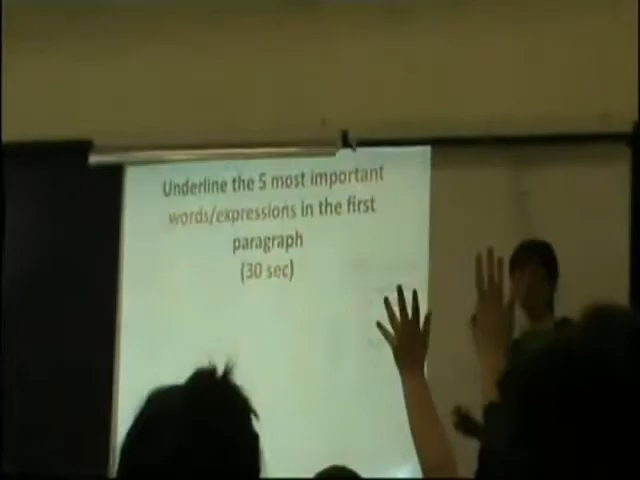 Underline the 5 most important
words/expressions in the first
paragraph
(30 sec)